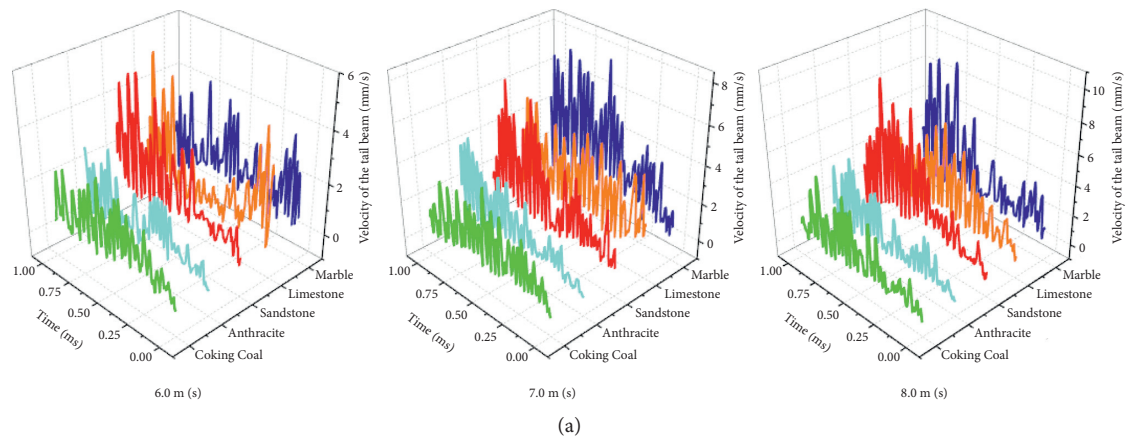 6
4
2
0
Velocity of the tail beam (mm/s)
1.00
0.75
0.50
0.25
0.00
Time (ms)
Marble
Limestone
Sandstone
Anthracite
Coking Coal
6.0 m (s)
8
6
4
2
0
Velocity of the tail beam (mm/s)
1.00
0.75
0.50
0.25
0.00
Time (ms)
Marble
Limestone
Sandstone
Anthracite
Coking Coal
7.0 m (s)
10
8
6
4
2
0
Velocity of the tail beam (mm/s)
1.00
0.75
0.50
0.25
0.00
Time (ms)
Marble
Limestone
Sandstone
Anthracite
Coking Coal
8.0 m (s)
(a)